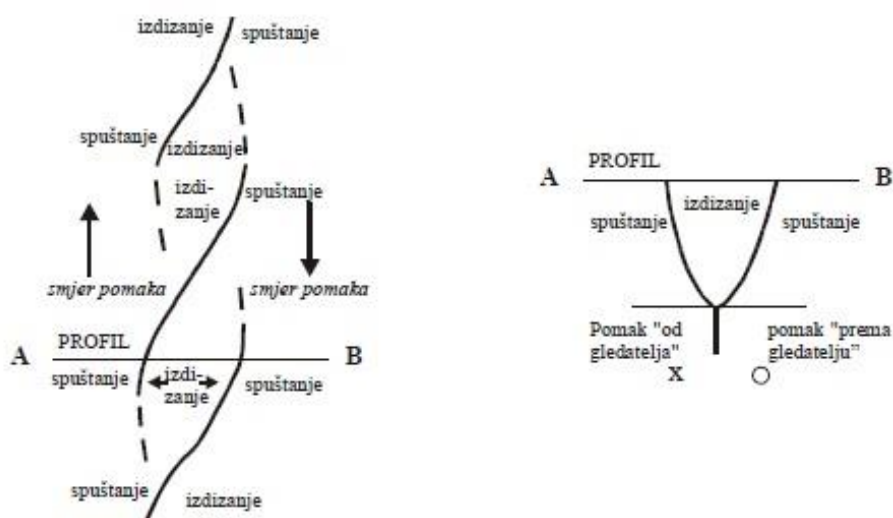 izdizanje
spuštanje
spuštanje
izdizanje
izdi-
zanje
spuštanje
smjer pomaka
smjer pomaka
A
PROFIL
B
spuštanje
izdi-
zanje
spuštanje
spuštanje
izdizanje
A
PROFIL
B
spuštanje
izdizanje
spuštanje
Pomak "od
gledatelja"
X
pomak "prema
gledatelju"